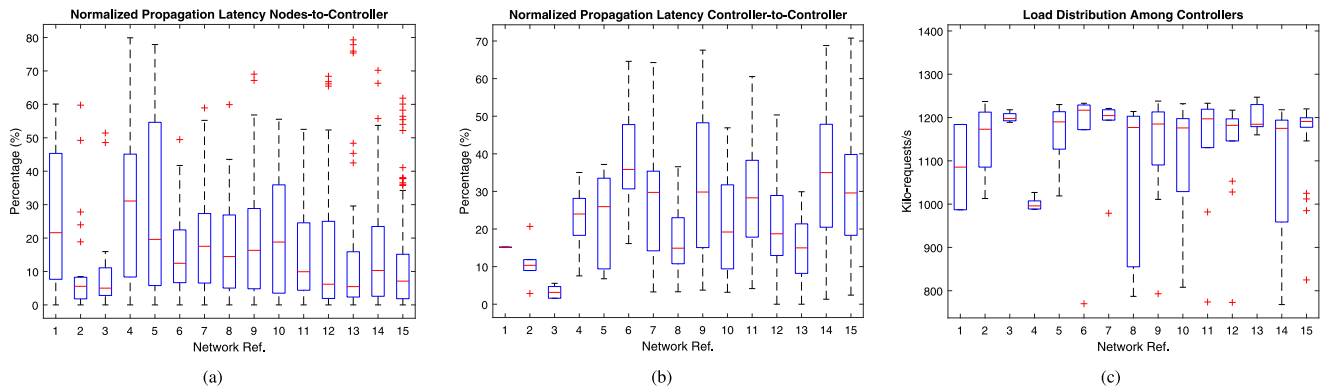 Normalized Propagation Latency Nodes-to-Controller
Percentage (%)
80
70
60
50
40
30
20
10
0
1 2 3 4 5 6 7 8 9 10 11 12 13 14 15
Network Ref.
(a)
Normalized Propagation Latency Controller-to-Controller
Percentage (%)
70
60
50
40
30
20
10
0
1 2 3 4 5 6 7 8 9 10 11 12 13 14 15
Network Ref.
(b)
Load Distribution Among Controllers
Kilo-requests/s
1400
1300
1200
1100
1000
900
800
1 2 3 4 5 6 7 8 9 10 11 12 13 14 15
Network Ref.
(c)